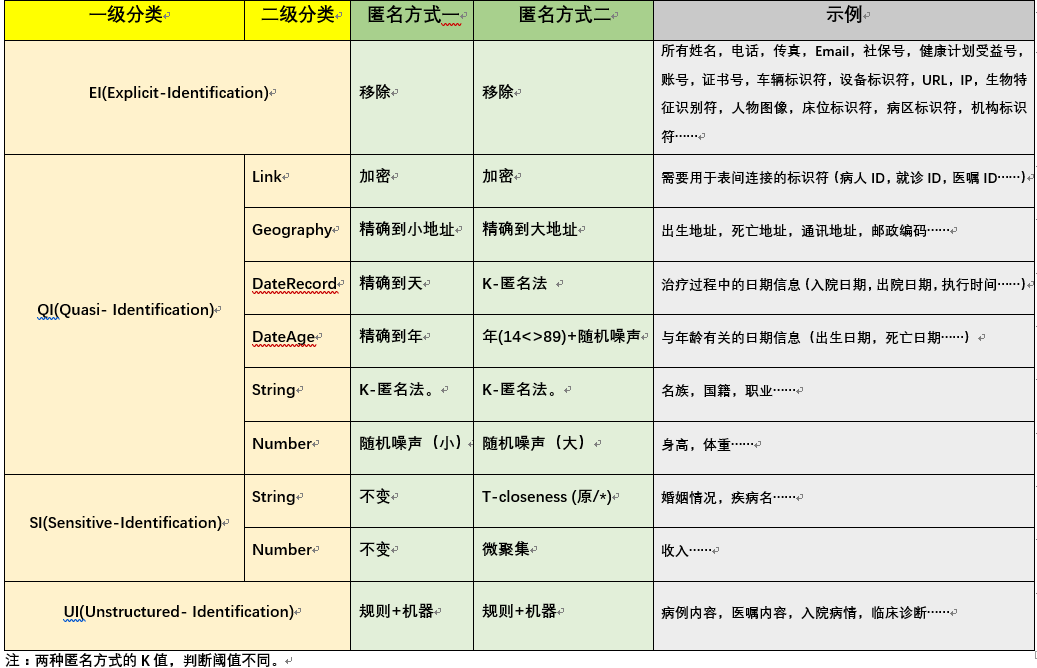 一级分类 二级分类 匿名方式一 匿名方式二 示例
EI(Explicit-Identification) 移除 移除
所有姓名，电话，传真，Email，社保号，健康计划受益号，
账号，证书号，车辆标识符，设备标识符，URL，IP，生物特
征识别符，人物图像，床位标识符，病区标识符，机构标识
符……
QI(Quasi- Identification)
Link 加密 加密 需要用于表间连接的标识符（病人 ID，就诊 ID，医嘱 ID……）
Geography 精确到小地址 精确到大地址 出生地址，死亡地址，通讯地址，邮政编码……
DateRecord 精确到天 K-匿名法 治疗过程中的日期信息（入院日期，出院日期，执行时间……）
DateAge 精确到年 年(14<>89)+随机噪声 与年龄有关的日期信息（出生日期，死亡日期……）
String K-匿名法。 K-匿名法。 名族，国籍，职业……
Number 随机噪声（小） 随机噪声（大） 身高，体重……
SI(Sensitive-Identification)
String 不变 T-closeness (原/*) 婚姻情况，疾病名……
Number 不变 微聚集 收入……
UI(Unstructured- Identification) 规则+机器 规则+机器 病例内容，医嘱内容，入院病情，临床诊断……
注：两种匿名方式的 K 值，判断阈值不同。